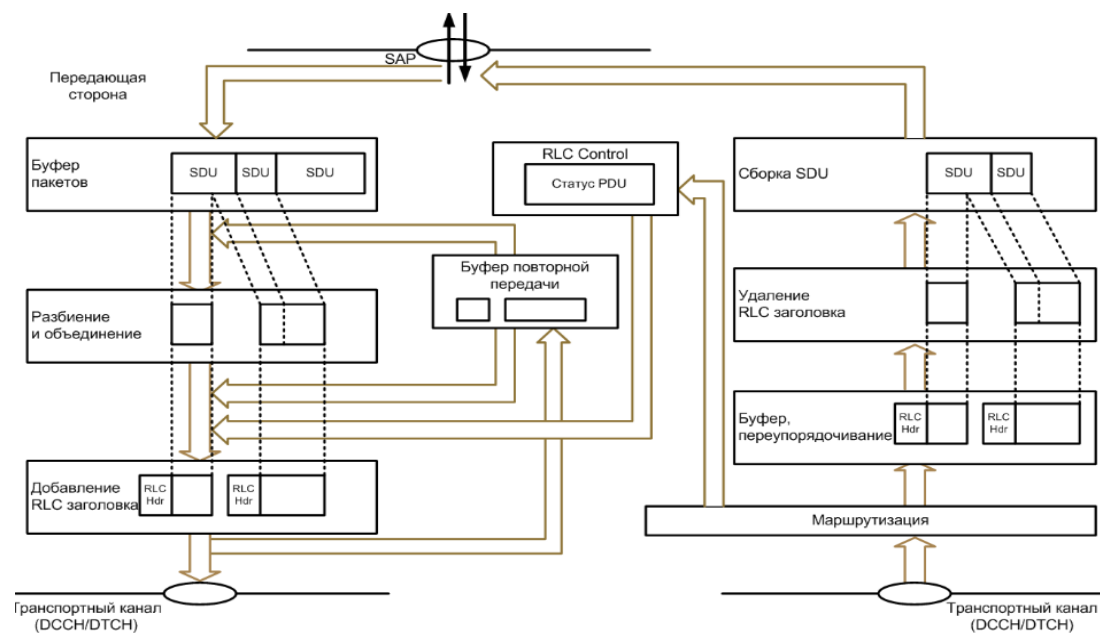 SAP
Передающая
сторона
Буфер
пакетов
SDU
SDU
SDU
RLC Control
Статус PDU
Сборка SDU
SDU
SDU
Буфер повторной
передачи
Разбиение
и объединение
Удаление
RLC заголовка
Буфер,
переупорядочивание
RLC
Hdr
RLC
Hdr
Добавление
RLC заголовка
RLC
Hdr
RLC
Hdr
Маршрутизация
Транспортный канал
(DCCH/DTCH)
Транспортный канал
(DCCH/DTCH)